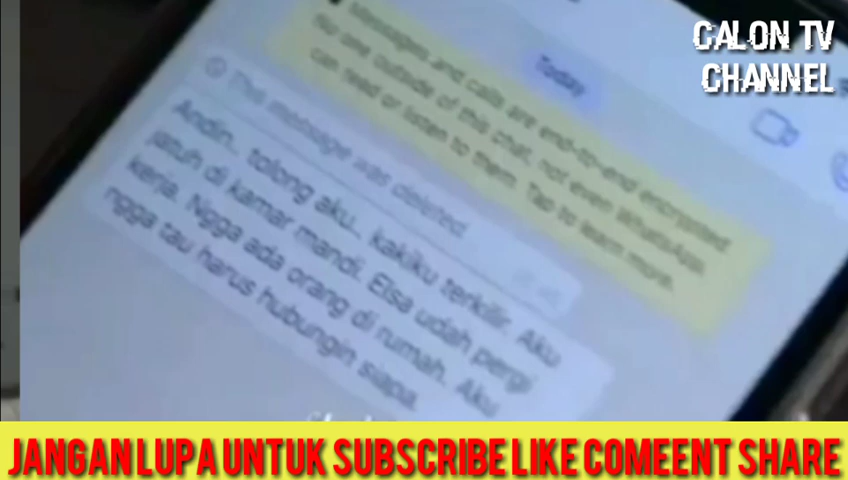 CALON TV
CHANNEL
Messages and calls are end-to-end encrypted.
No one outside of this chat, not even WhatsApp,
can read or listen to them. Tap to learn more.
Today
This message was deleted
Andin,, tolong aku,, kakiku terkilir. Aku
jatuh di kamar mandi. Elsa udah pergi
kerja. Ngga ada orang di rumah. Aku
ngga tau harus hubungin siapa.
JANGAN LUPA UNTUK SUBSCRIBE LIKE COMEENT SHARE